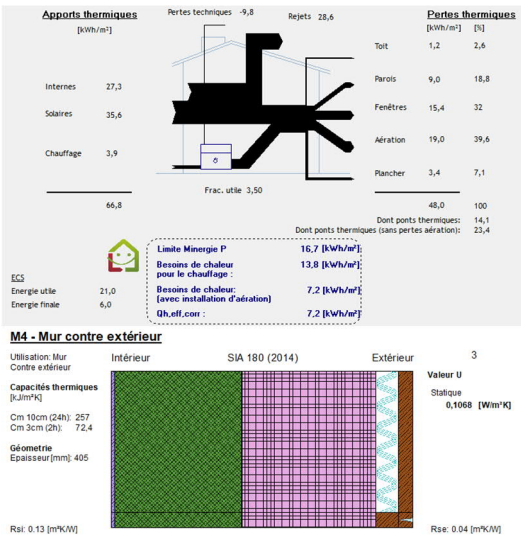 Apports thermiques
[kWh/m²]
Internes 27,3
Solaires 35,6
Chauffage 3,9
66,8
Pertes techniques -9,8
Rejets 28,6
Frac. utile 3,50
Pertes thermiques
[kWh/m²] [%]
Toit 1,2 2,6
Parois 9,0 18,8
Fenêtres 15,4 32
Aération 19,0 39,6
Plancher 3,4 7,1
48,0 100
Dont ponts thermiques: 14,1
Dont ponts thermiques (sans pertes aération): 23,4
ECS
Energie utile 21,0
Energie finale 6,0
Limite Minergie P 16,7 [kWh/m²]
Besoins de chaleur 13,8 [kWh/m²]
pour le chauffage :
Besoins de chaleur: 7,2 [kWh/m²]
(avec installation d'aération)
Qh,eff,corr : 7,2 [kWh/m²]
M4 - Mur contre extérieur
Utilisation: Mur
Contre extérieur
Capacités thermiques
[kJ/m²K]
Cm 10cm (24h): 257
Cm 3cm (2h): 72,4
Géometrie
Epaisseur[mm]: 405
Rsi: 0.13 [m²K/W]
Intérieur SIA 180 (2014) Extérieur
3
Valeur U
Statique
0,1068 [W/m²K]
Rse: 0.04 [m²K/W]